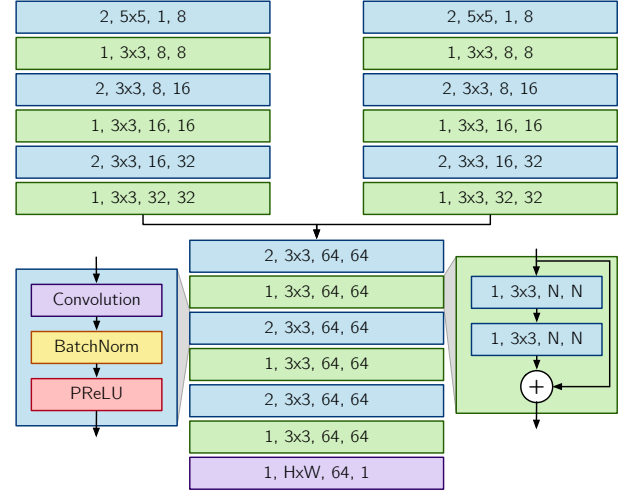 2, 5x5, 1, 8
1, 3x3, 8, 8
2, 3x3, 8, 16
1, 3x3, 16, 16
2, 3x3, 16, 32
1, 3x3, 32, 32
2, 5x5, 1, 8
1, 3x3, 8, 8
2, 3x3, 8, 16
1, 3x3, 16, 16
2, 3x3, 16, 32
1, 3x3, 32, 32
Convolution
BatchNorm
PReLU
2, 3x3, 64, 64
1, 3x3, 64, 64
2, 3x3, 64, 64
1, 3x3, 64, 64
2, 3x3, 64, 64
1, 3x3, 64, 64
1, HxW, 64, 1
1, 3x3, N, N
1, 3x3, N, N
+